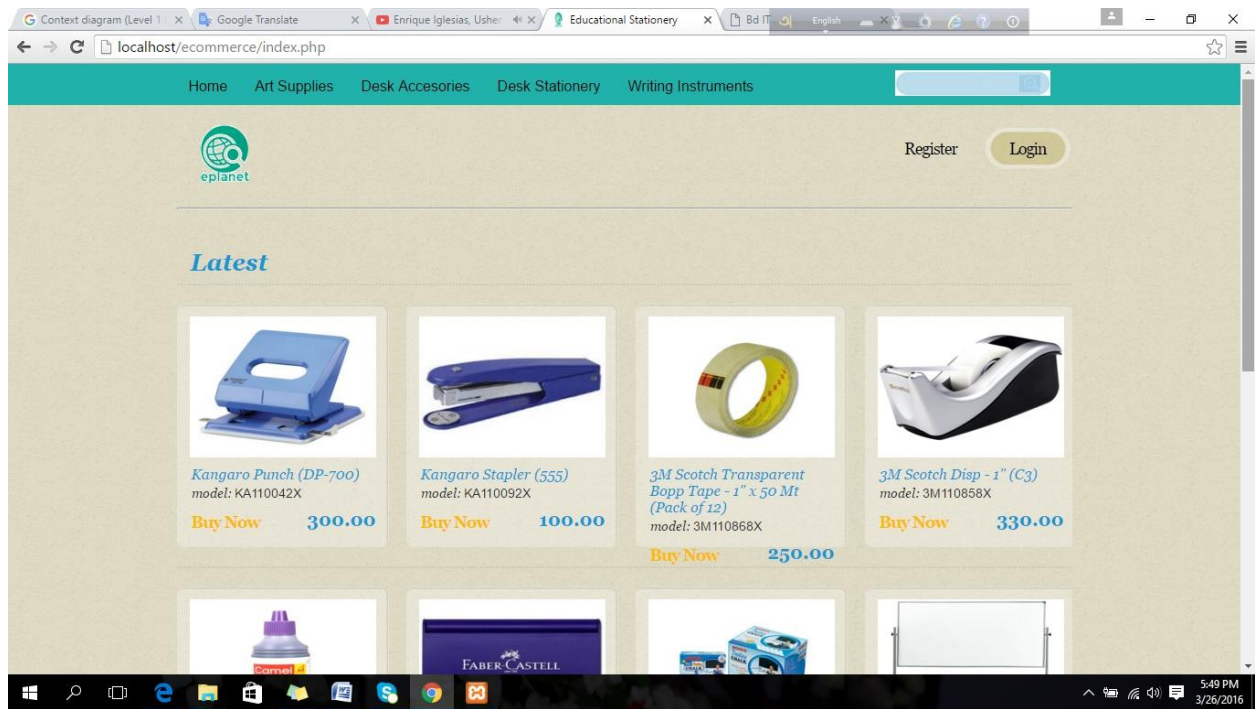 Context diagram (Level 1
Google Translate
Enrique Iglesias, Usher
Educational Stationery
Bd IT
English
localhost/ecommerce/index.php
Home
Art Supplies
Desk Accesories
Desk Stationery
Writing Instruments
eplanet
Register
Login
Latest
Kangaro Punch (DP-700)
model: KA110042X
Buy Now 300.00
Kangaro Stapler (555)
model: KA110092X
Buy Now 100.00
3M Scotch Transparent
Bopp Tape - 1" x 50 Mt
(Pack of 12)
model: 3M110868X
Buy Now 250.00
3M Scotch Disp - 1" (C3)
model: 3M110858X
Buy Now 330.00
Camel
FABER-CASTELL
5:49 PM
3/26/2016